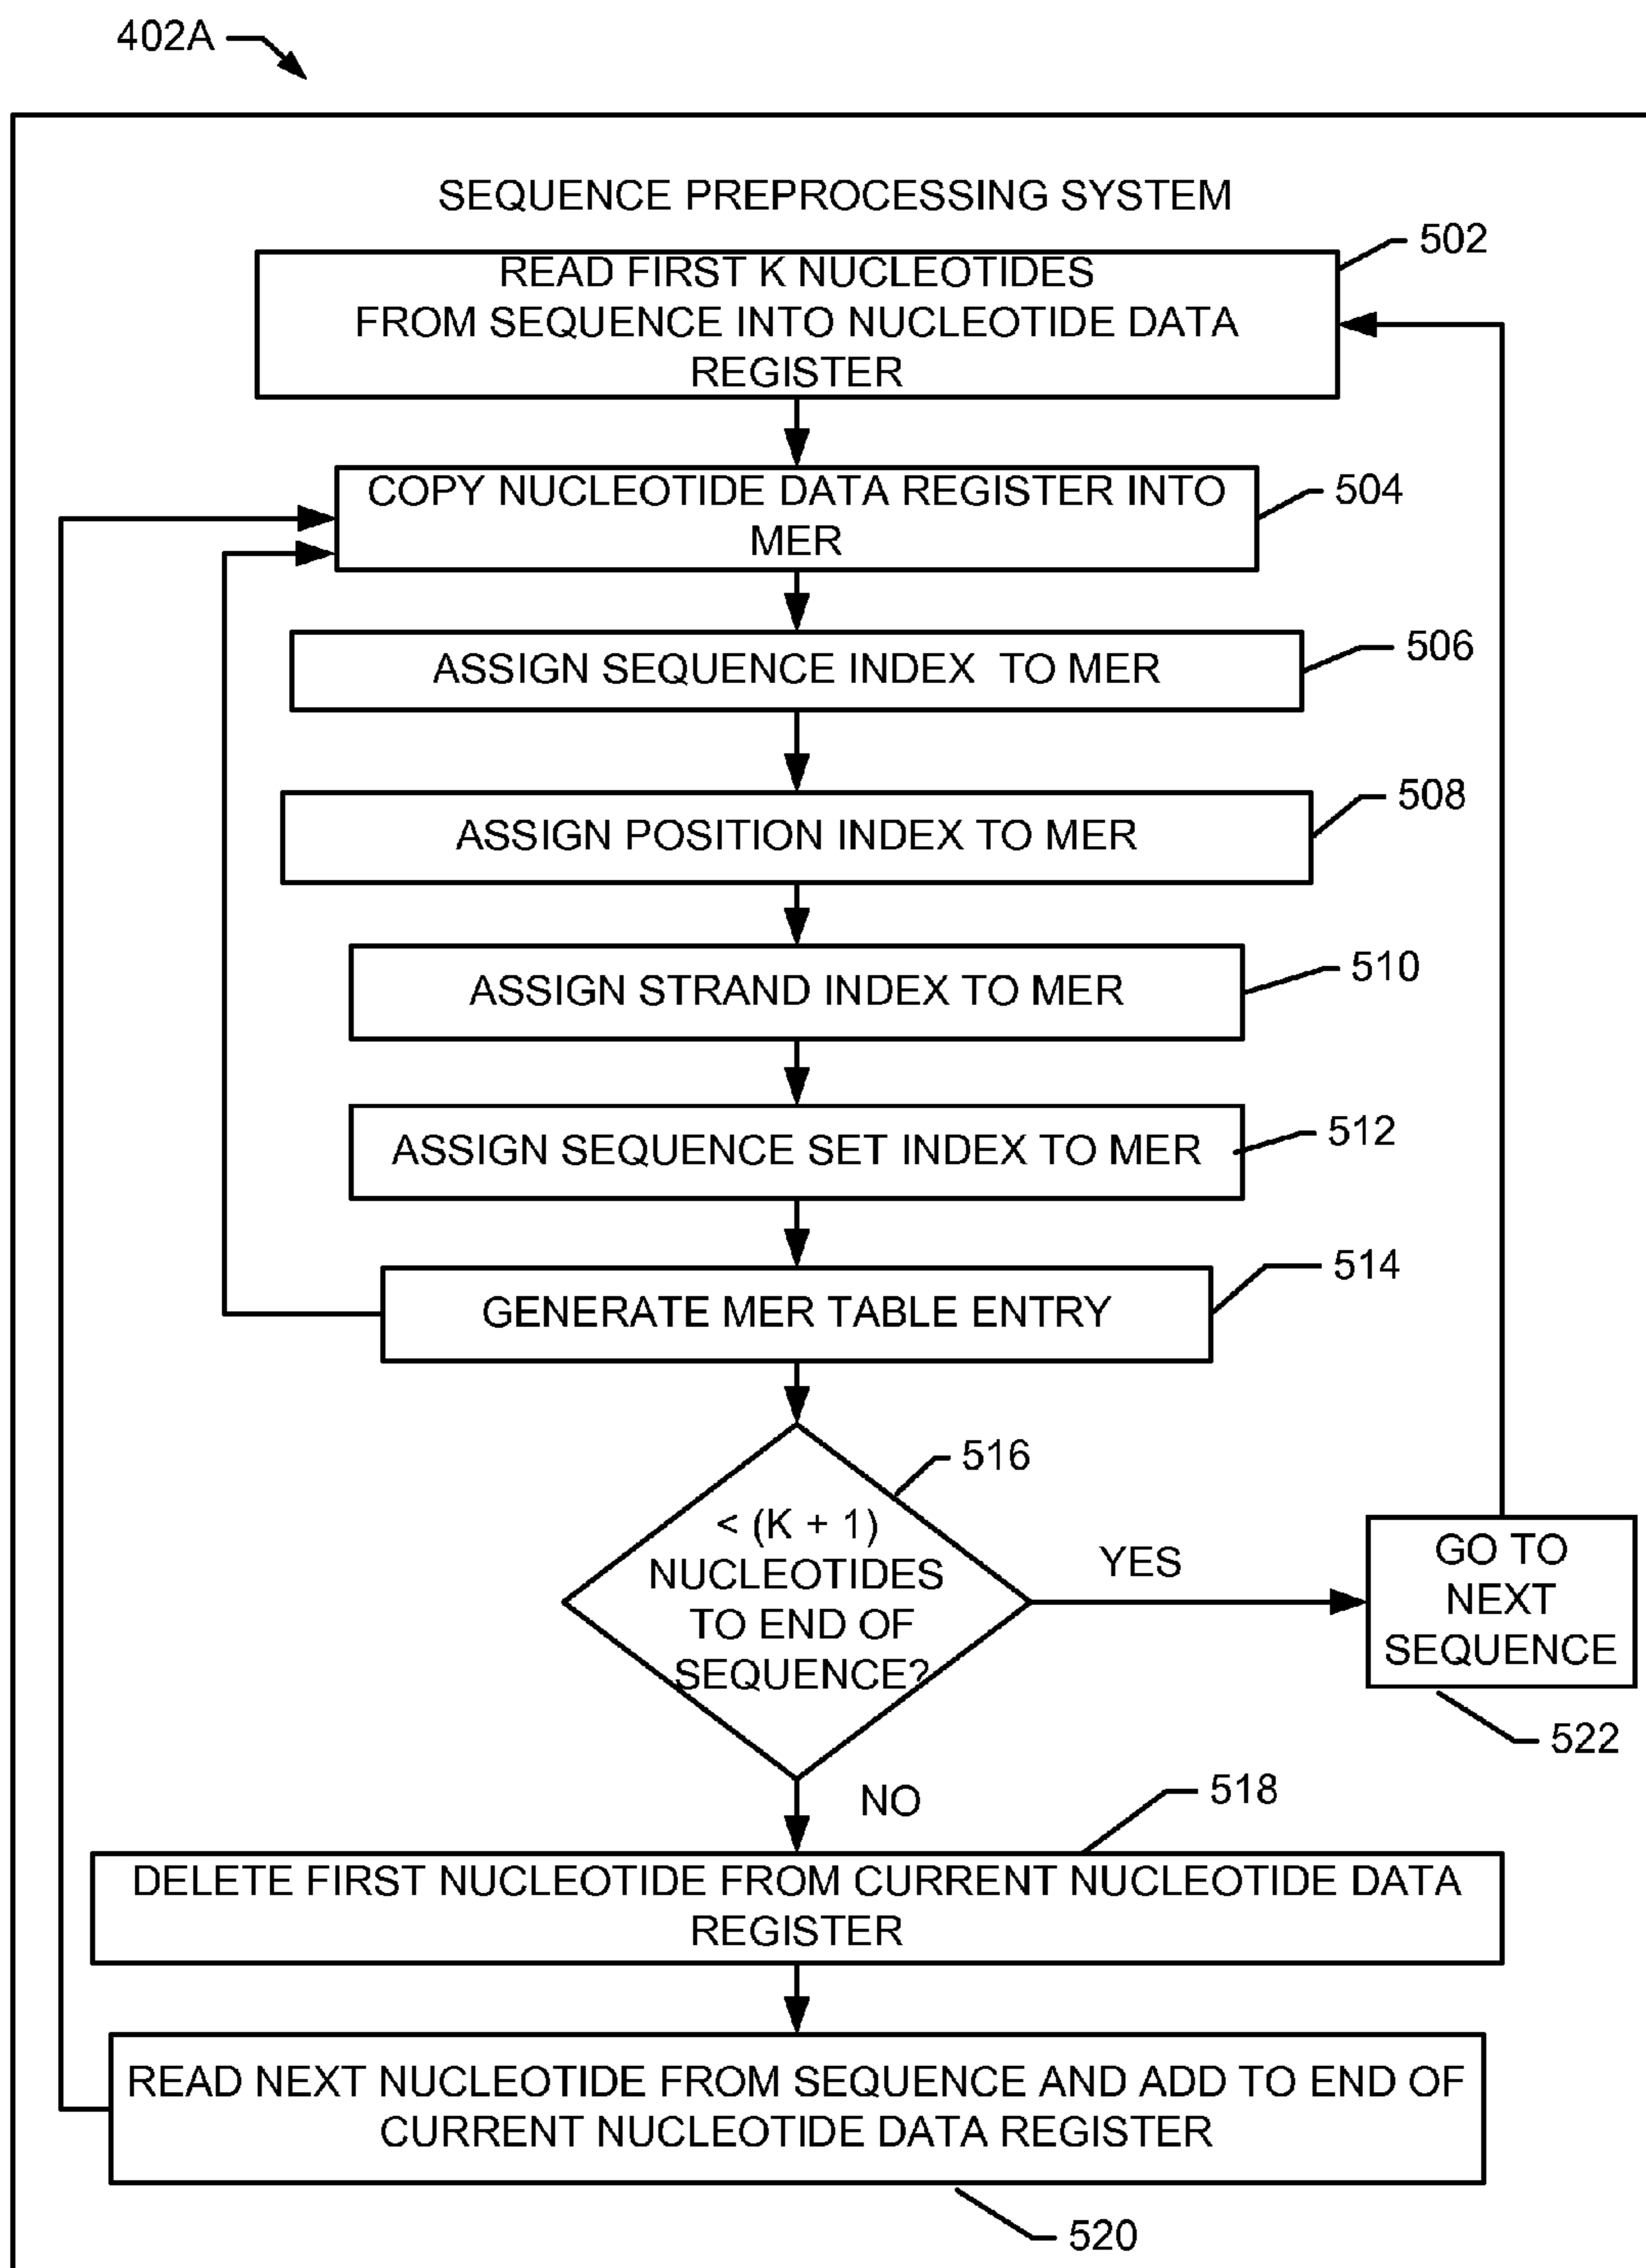 402A
SEQUENCE PREPROCESSING SYSTEM
502
READ FIRST K NUCLEOTIDES
FROM SEQUENCE INTO NUCLEOTIDE DATA
REGISTER
COPY NUCLEOTIDE DATA REGISTER INTO
MER
504
ASSIGN SEQUENCE INDEX TO MER
506
ASSIGN POSITION INDEX TO MER
508
ASSIGN STRAND INDEX TO MER
510
ASSIGN SEQUENCE SET INDEX TO MER
512
GENERATE MER TABLE ENTRY
514
516
< (K + 1)
NUCLEOTIDES
TO END OF
SEQUENCE?
YES
GO TO
NEXT
SEQUENCE
522
NO
518
DELETE FIRST NUCLEOTIDE FROM CURRENT NUCLEOTIDE DATA
REGISTER
READ NEXT NUCLEOTIDE FROM SEQUENCE AND ADD TO END OF
CURRENT NUCLEOTIDE DATA REGISTER
520